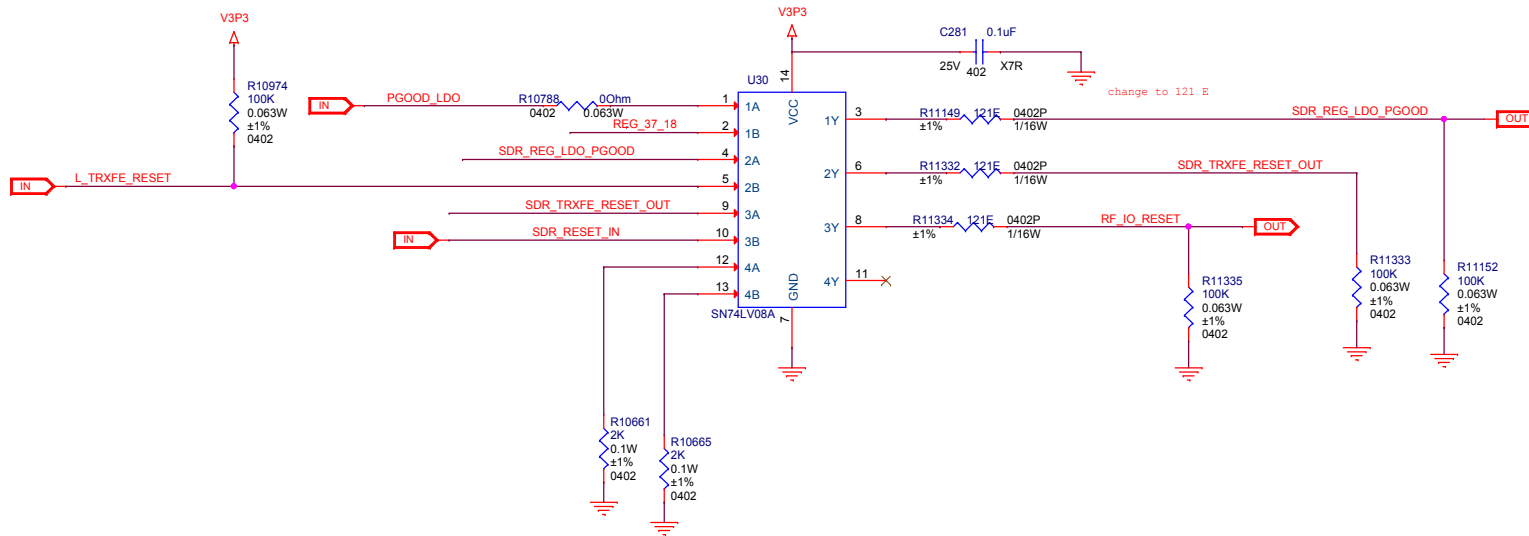 V3P3
V3P3
C281 0.1uF
25V 402 X7R
U30
R10974
100K
0.063W
±1%
0402
IN PGOOD_LDO R10788 0Ohm
0402 0.063W
REG_37_18
SDR_REG_LDO_PGOOD
IN L_TRXFE_RESET
SDR_TRXFE_RESET_OUT
IN SDR_RESET_IN
1 1A
2 1B
4 2A
5 2B
9 3A
10 3B
12 4A
13 4B
14 VCC
GND 7
1Y 3
2Y 6
3Y 8
4Y 11
SN74LV08A
change to 121 E
R11149 121E 0402P
±1% 1/16W
SDR_REG_LDO_PGOOD OUT
R11332 121E 0402P
±1% 1/16W
SDR_TRXFE_RESET_OUT
R11334 121E 0402P
±1% 1/16W
RF_IO_RESET OUT
R11335
100K
0.063W
±1%
0402
R11333
100K
0.063W
±1%
0402
R11152
100K
0.063W
±1%
0402
R10661
2K
0.1W
±1%
0402
R10665
2K
0.1W
±1%
0402